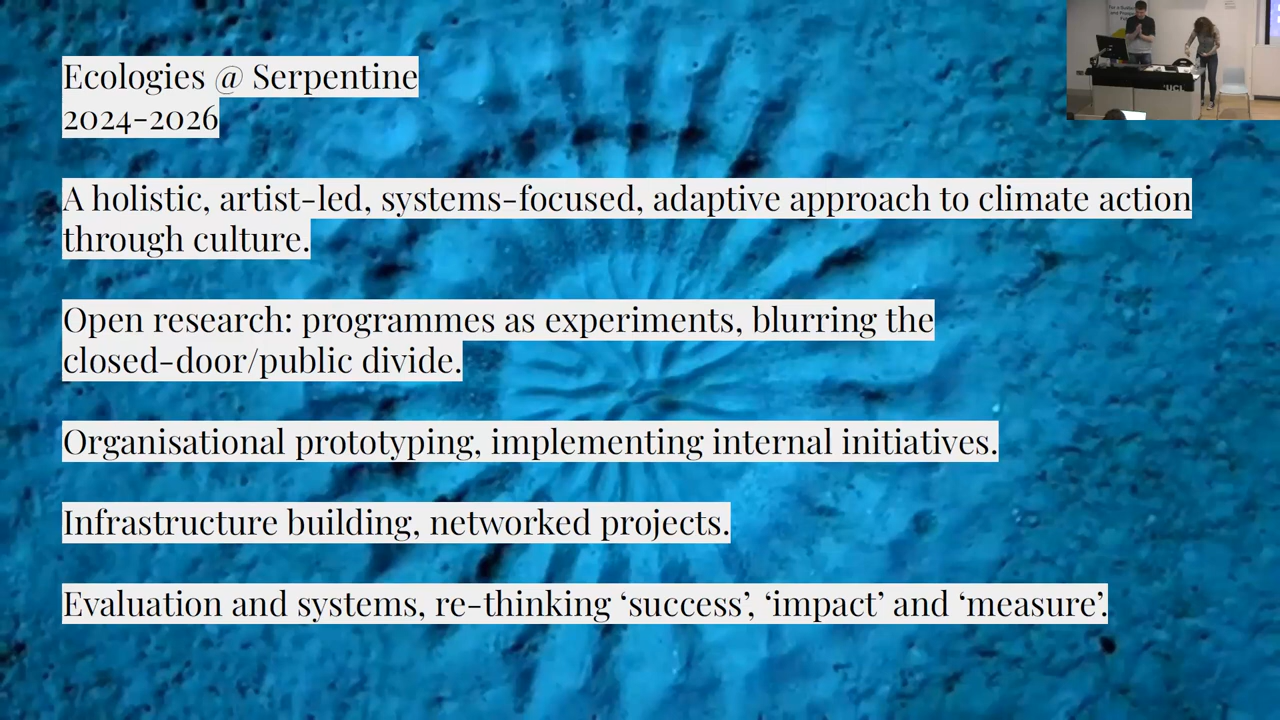 Ecologies @ Serpentine
2024-2026
A holistic, artist-led, systems-focused, adaptive approach to climate action
through culture.
Open research: programmes as experiments, blurring the
closed-door/public divide.
Organisational prototyping, implementing internal initiatives.
Infrastructure building, networked projects.
Evaluation and systems, re-thinking ‘success’, ‘impact’ and ‘measure’.
UCL